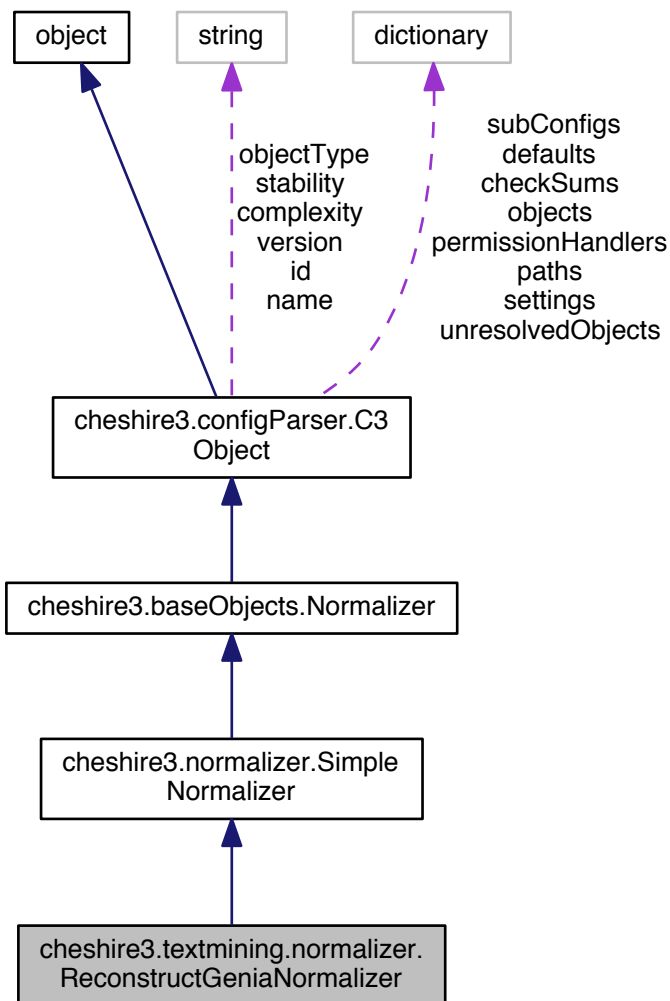 object
string
dictionary
objectType
stability
complexity
version
id
name
subConfigs
defaults
checkSums
objects
permissionHandlers
paths
settings
unresolvedObjects
cheshire3.configParser.C3
Object
cheshire3.baseObjects.Normalizer
cheshire3.normalizer.Simple
Normalizer
cheshire3.textmining.normalizer.
ReconstructGeniaNormalizer